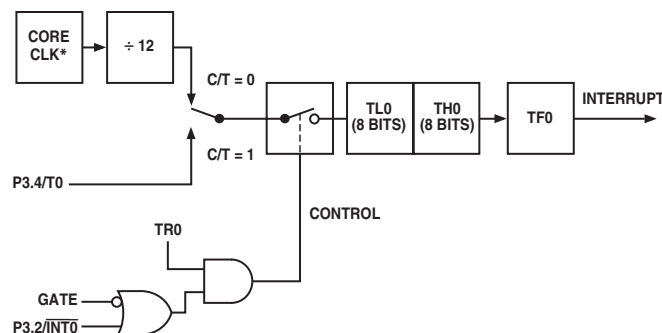 CORE
CLK*
÷ 12
C/T = 0
C/T = 1
TL0
(8 BITS)
TH0
(8 BITS)
TF0
INTERRUPT
P3.4/T0
CONTROL
TR0
GATE
P3.2/INT0